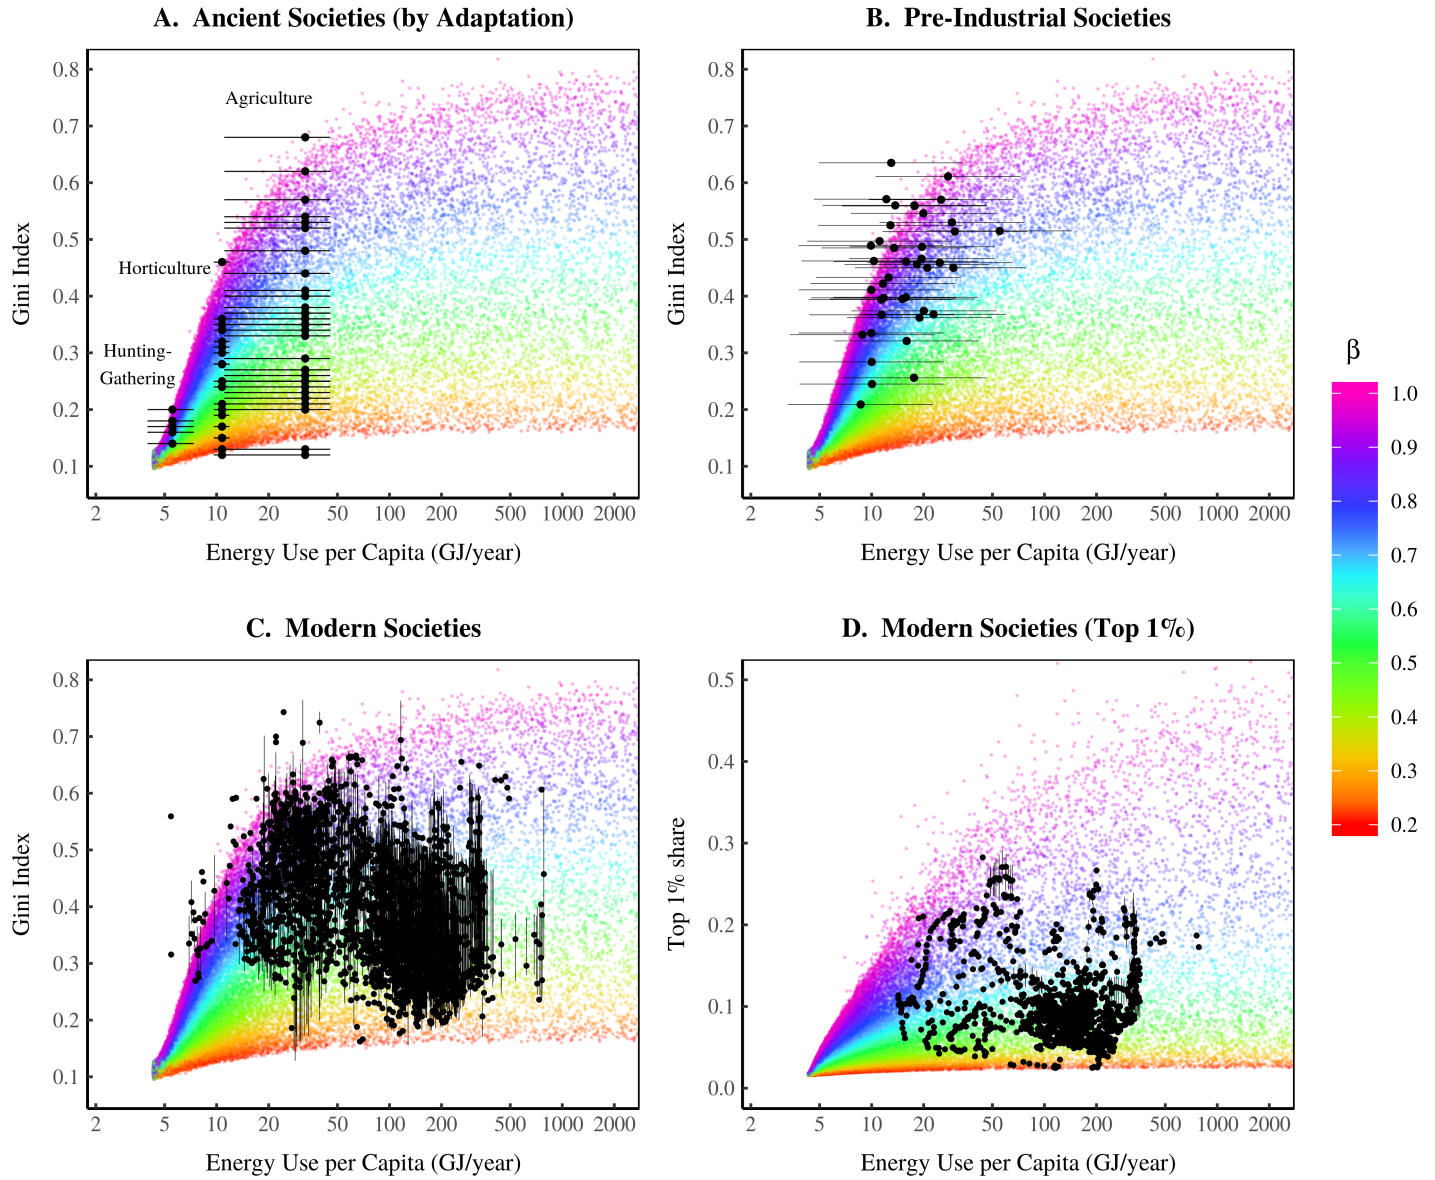 A. Ancient Societies (by Adaptation)
Gini Index
0.8
0.7
0.6
0.5
0.4
0.3
0.2
0.1
Agriculture
Horticulture
Hunting-
Gathering
2 5 10 20 50 100 200 500 1000 2000
Energy Use per Capita (GJ/year)
B. Pre-Industrial Societies
Gini Index
0.8
0.7
0.6
0.5
0.4
0.3
0.2
0.1
2 5 10 20 50 100 200 500 1000 2000
Energy Use per Capita (GJ/year)
β
1.0
0.9
0.8
0.7
0.6
0.5
0.4
0.3
0.2
C. Modern Societies
Gini Index
0.8
0.7
0.6
0.5
0.4
0.3
0.2
0.1
2 5 10 20 50 100 200 500 1000 2000
Energy Use per Capita (GJ/year)
D. Modern Societies (Top 1%)
Top 1% share
0.5
0.4
0.3
0.2
0.1
0.0
2 5 10 20 50 100 200 500 1000 2000
Energy Use per Capita (GJ/year)